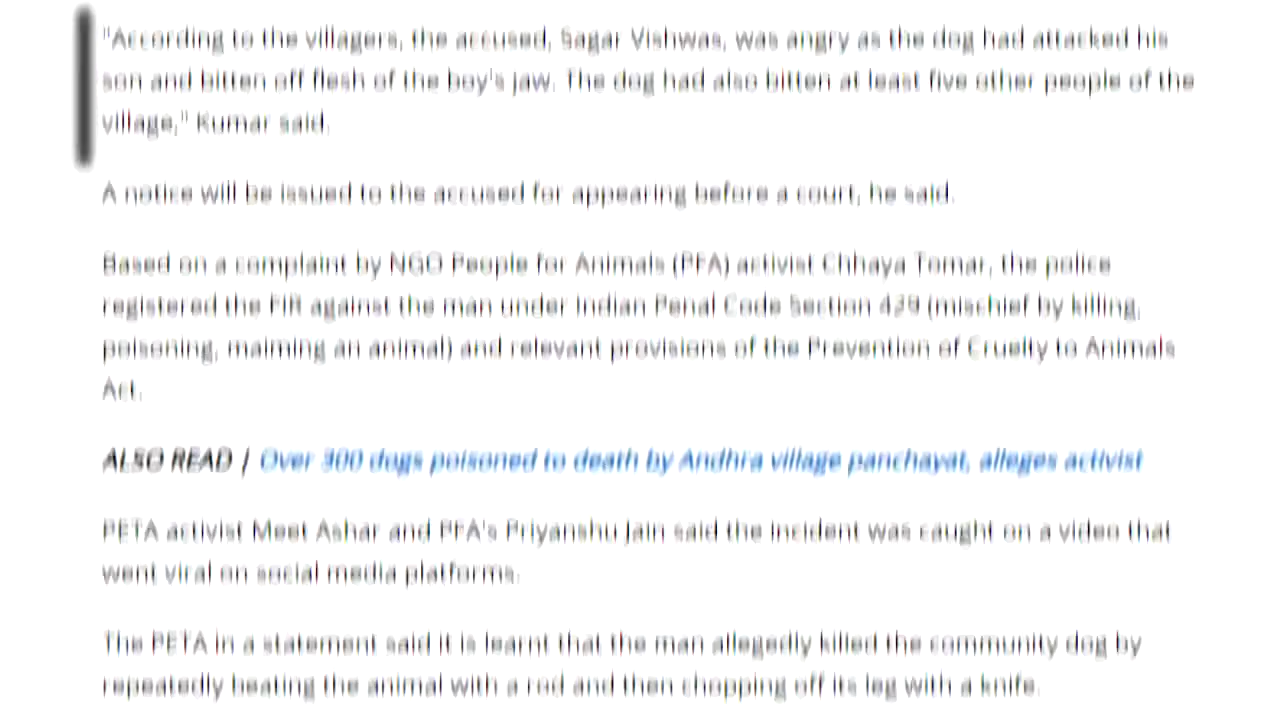 "According to the villagers, the accused, Sagar Vishwas, was angry as the dog had attacked his
son and bitten off flesh of the boy's jaw. The dog had also bitten at least five other people of the
village," Kumar said.
A notice will be issued to the accused for appearing before a court, he said.
Based on a complaint by NGO People for Animals (PFA) activist Chhaya Tomar, the police
registered the FIR against the man under Indian Penal Code Section 429 (mischief by killing,
poisoning, maiming an animal) and relevant provisions of the Prevention of Cruelty to Animals
Act.
ALSO READ | Over 300 dogs poisoned to death by Andhra village panchayat, alleges activist
PETA activist Meet Ashar and PFA's Priyanshu Jain said the incident was caught on a video that
went viral on social media platforms.
The PETA in a statement said it is learnt that the man allegedly killed the community dog by
repeatedly beating the animal with a rod and then chopping off its leg with a knife.